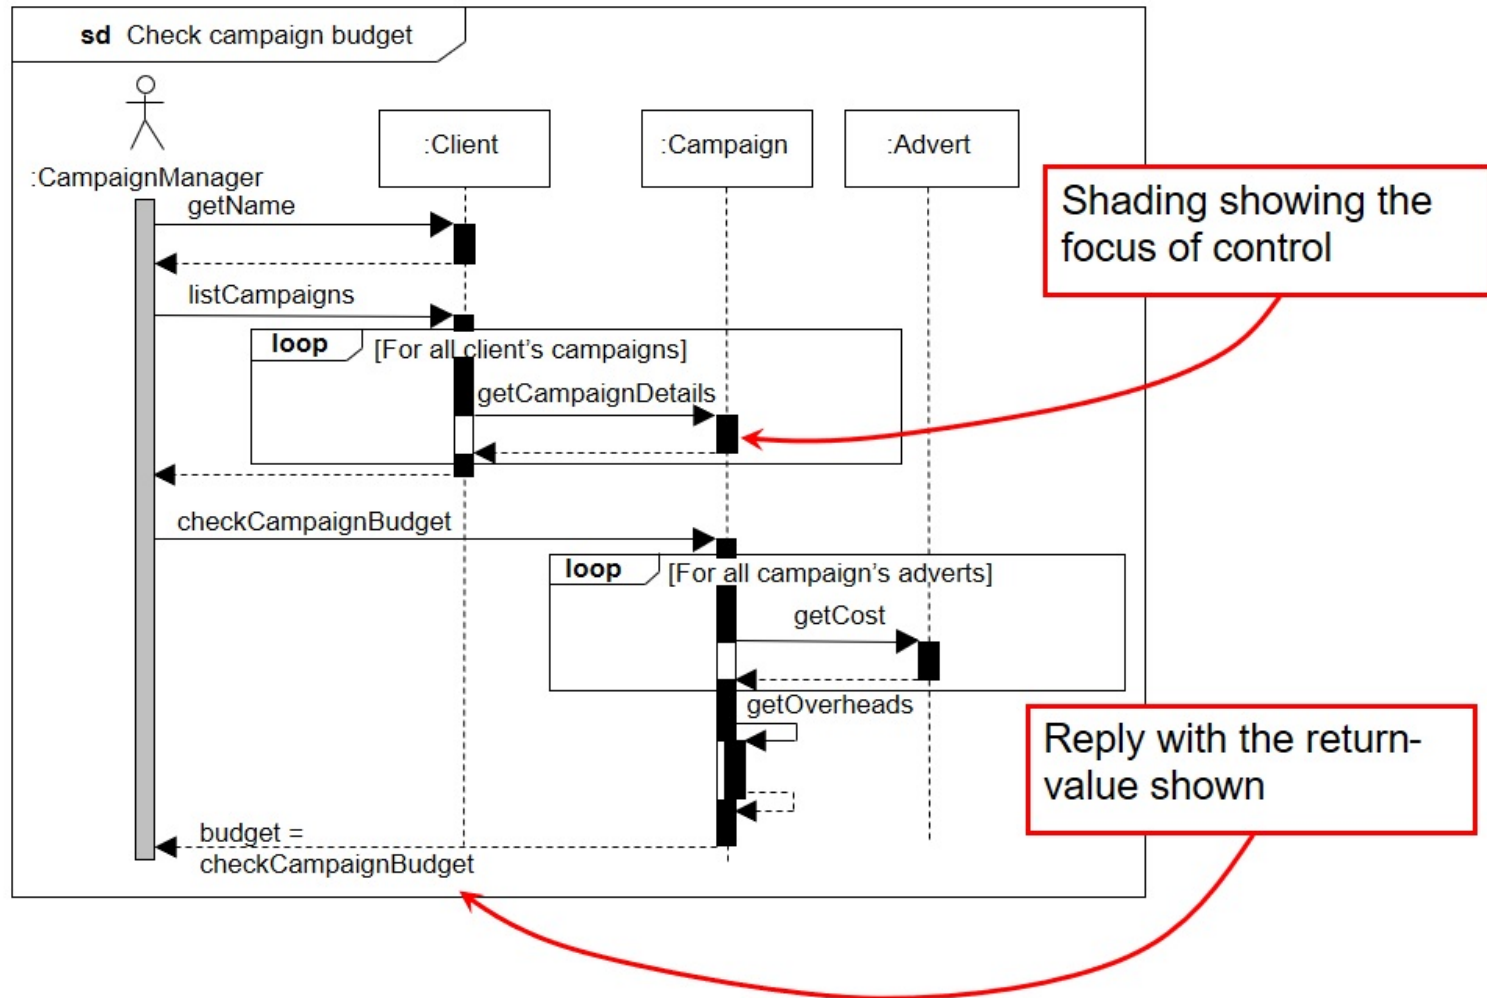 sd Check campaign budget
:Client
:Campaign
:Advert
:CampaignManager
getName
listCampaigns
loop [For all client's campaigns]
getCampaignDetails
checkCampaignBudget
loop [For all campaign's adverts]
getCost
getOverheads
budget =
checkCampaignBudget
Shading showing the
focus of control
Reply with the return-
value shown